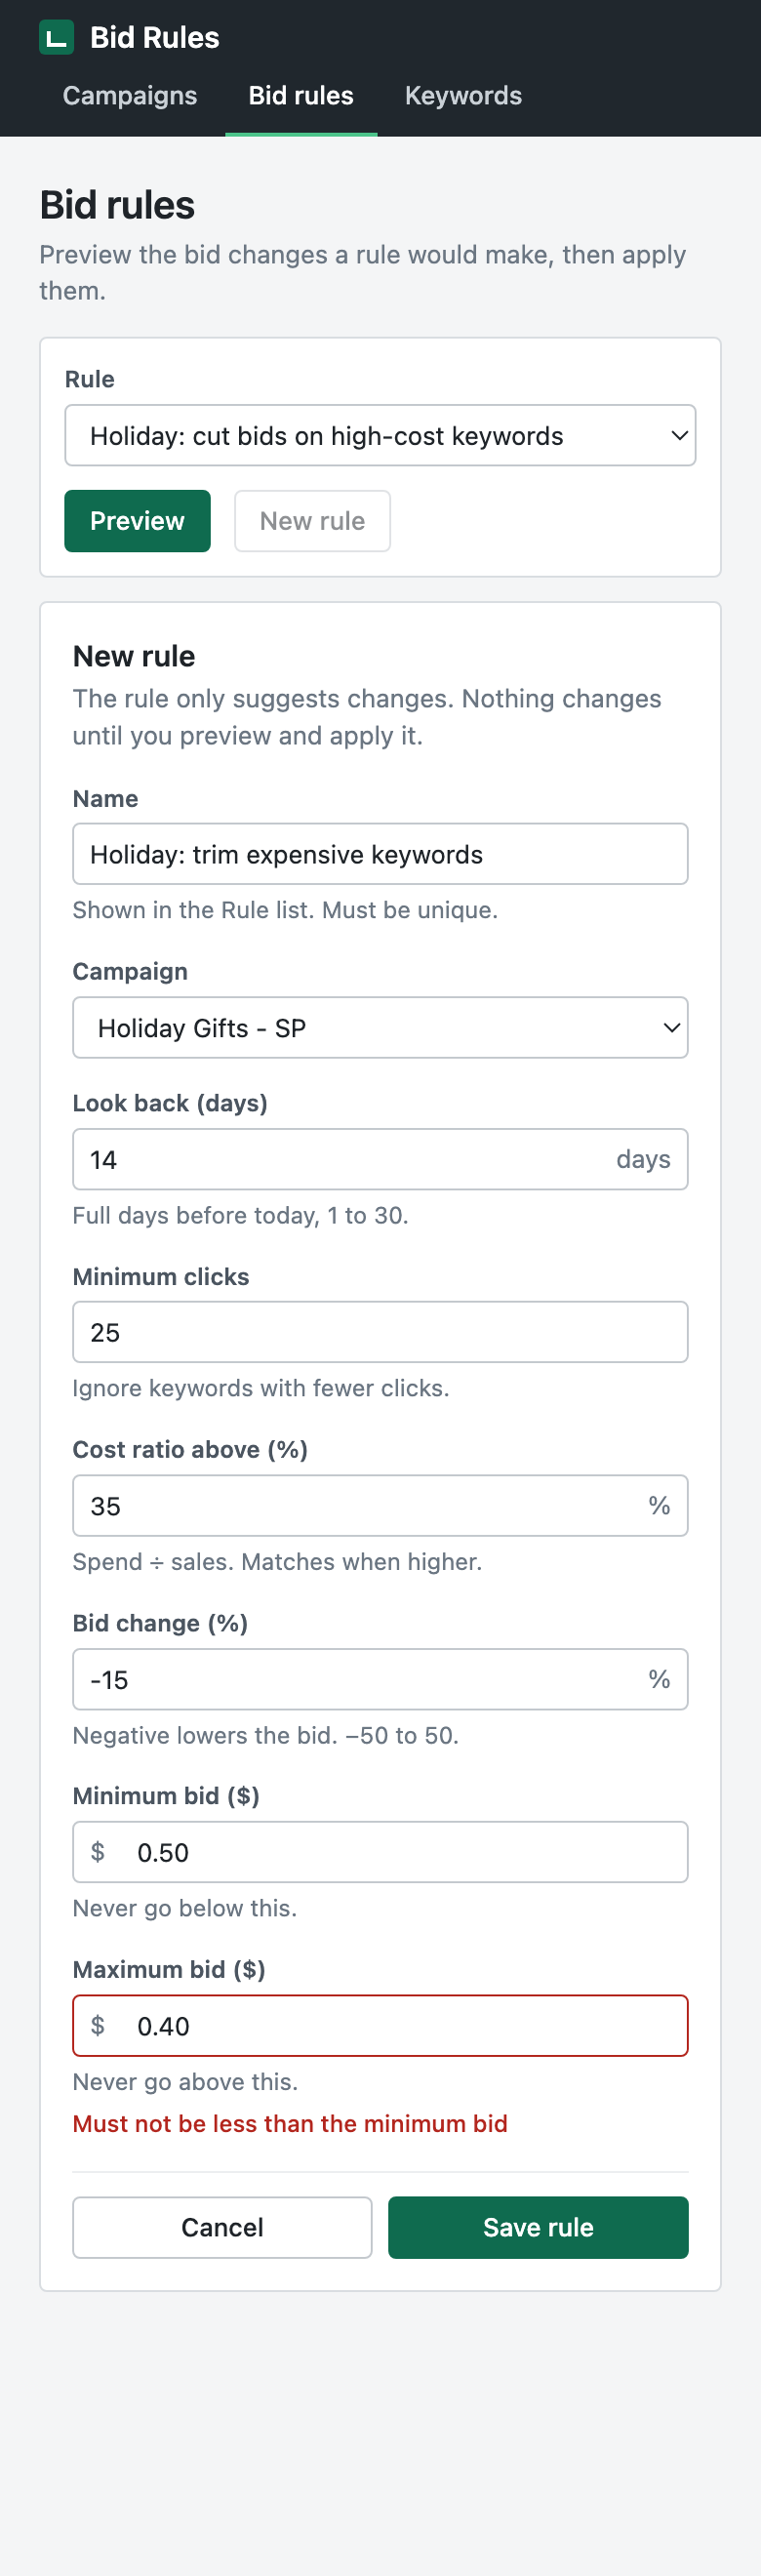 Bid Rules
Campaigns Bid rules Keywords
Bid rules
Preview the bid changes a rule would make, then apply
them.
Rule
Holiday: cut bids on high-cost keywords
Preview New rule
New rule
The rule only suggests changes. Nothing changes
until you preview and apply it.
Name
Holiday: trim expensive keywords
Shown in the Rule list. Must be unique.
Campaign
Holiday Gifts - SP
Look back (days)
14 days
Full days before today, 1 to 30.
Minimum clicks
25
Ignore keywords with fewer clicks.
Cost ratio above (%)
35 %
Spend ÷ sales. Matches when higher.
Bid change (%)
-15 %
Negative lowers the bid. −50 to 50.
Minimum bid ($)
$ 0.50
Never go below this.
Maximum bid ($)
$ 0.40
Never go above this.
Must not be less than the minimum bid
Cancel Save rule